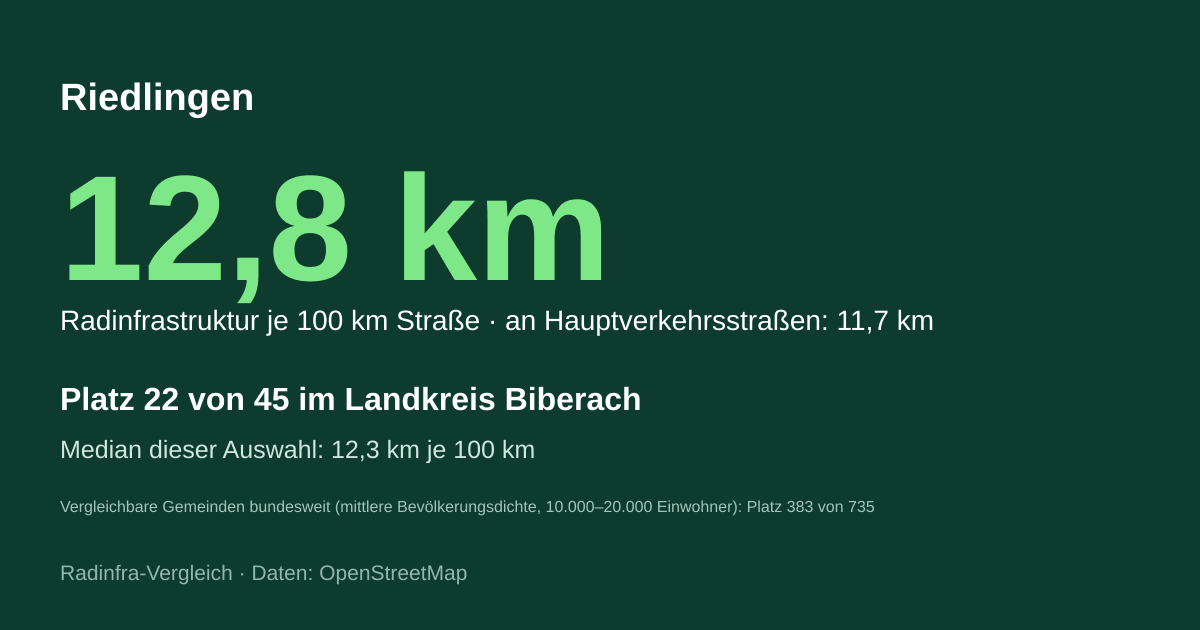 Riedlingen
12,8 km
Radinfrastruktur je 100 km Straße · an Hauptverkehrsstraßen: 11,7 km
Platz 22 von 45 im Landkreis Biberach
Median dieser Auswahl: 12,3 km je 100 km
Vergleichbare Gemeinden bundesweit (mittlere Bevölkerungsdichte, 10.000–20.000 Einwohner): Platz 383 von 735
Radinfra-Vergleich · Daten: OpenStreetMap